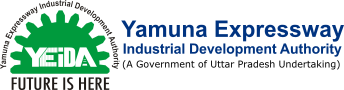 Yamuna Expressway Industrial Development Authority
YEIDA
FUTURE IS HERE
Yamuna Expressway
Industrial Development Authority
(A Government of Uttar Pradesh Undertaking)